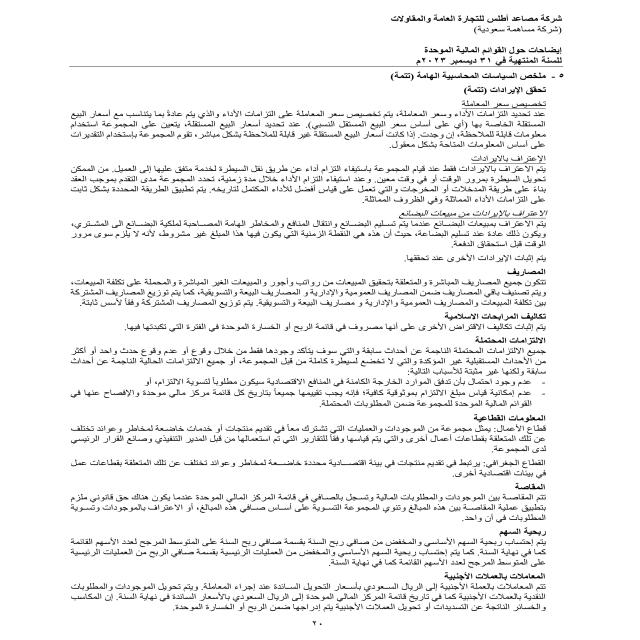 شركة مصاعد أطلس للتجارة العامة والمقاولات
(شركة مساهمة سعودية)
إيضاحات حول القوائم المالية الموحدة
للسنة المنتهية في ٣١ ديسمبر ٢٠٢٣م
٥ - ملخص السياسات المحاسبية الهامة (تتمة)
تحقق الإيرادات (تتمة)
تخصيص سعر المعاملة
عند تحديد التزامات الأداء وسعر المعاملة، يتم تخصيص سعر المعاملة على التزامات الأداء والذي يتم عادةً بما يتناسب مع أسعار البيع
المستقلة الخاصة بها (أي على أساس سعر البيع المستقل النسبي). عند تحديد أسعار البيع المستقلة، يتعين على المجموعة استخدام
معلومات قابلة للملاحظة، إن وجدت. إذا كانت أسعار البيع المستقلة غير قابلة للملاحظة بشكل مباشر، تقوم المجموعة بإستخدام التقديرات
على أساس المعلومات المتاحة بشكل معقول.
الإعتراف بالإيرادات
يتم الاعتراف بالايرادات فقط عند قيام المجموعة باستيفاء التزام أداء عن طريق نقل السيطرة لخدمة متفق عليها إلى العميل. من الممكن
تحويل السيطرة بمرور الوقت أو في وقت معين. وعند استيفاء التزام الأداء خلال مدة زمنية، تحدد المجموعة مدى التقدم بموجب العقد
بناءً على طريقة المدخلات أو المخرجات والتي تعمل على قياس أفضل للأداء المكتمل لتاريخه. يتم تطبيق الطريقة المحددة بشكل ثابت
على التزامات الأداء المماثلة وفي الظروف المماثلة.
الاعتراف بالإيرادات من مبيعات البضائع
يتم الاعتراف بمبيعات البضائع عندما يتم تسليم البضائع وانتقال المنافع والمخاطر الهامة المصاحبة لملكية البضائع الى المشتري،
ويكون ذلك عادة عند تسليم البضاعة، حيث أن هذه هي النقطة الزمنية التي يكون فيها هذا المبلغ غير مشروط، لأنه لا يلزم سوى مرور
الوقت قبل استحقاق الدفعة.
يتم إثبات الإيرادات الأخرى عند تحققها.
المصاريف
تتكون جميع المصاريف المباشرة و المتعلقة بتحقيق المبيعات من رواتب وأجور والمبيعات الغير المباشرة والمحملة على تكلفة المبيعات،
ويتم تصنيف باقي المصاريف ضمن المصاريف العمومية والإدارية و المصاريف البيعة والتسويقية، كما يتم توزيع المصاريف المشتركة
بين تكلفة المبيعات والمصاريف العمومية و الإدارية و مصاريف البيعة والتسويقية. يتم توزيع المصاريف المشتركة وفقاً لأسس ثابتة.
تكاليف المرابحات الاسلامية
يتم إثبات تكاليف الاقتراض الأخرى على أنها مصروف في قائمة الربح أو الخسارة الموحدة في الفترة التي تكبدتها فيها.
الالتزامات المحتملة
جميع الالتزامات المحتملة الناجمة عن أحداث سابقة والتي سوف يتأكد وجودها فقط من خلال وقوع أو عدم وقوع حدث واحد أو أكثر
من الأحداث المستقبلية غير المؤكدة والتي لا تخضع لسيطرة كاملة من قبل المجموعة، أو جميع الالتزامات الحالية الناجمة عن أحداث
سابقة ولكنها غير مثبتة للأسباب التالية:
- عدم وجود احتمال بأن تدفق الموارد الخارجة الكامنة في المنافع الاقتصادية سيكون مطلوباً لتسوية الالتزام، أو
- عدم إمكانية قياس مبلغ الالتزام بموثوقية كافية؛ فإنه يجب تقييمها جميعاً بتاريخ كل قائمة مركز مالي موحدة والإفصاح عنها في
القوائم المالية الموحدة للمجموعة ضمن المطلوبات المحتملة.
المعلومات القطاعية
قطاع الأعمال: يمثل مجموعة من الموجودات والعمليات التي تشترك معاً في تقديم منتجات أو خدمات خاضعة لمخاطر وعوائد تختلف
عن تلك المتعلقة بقطاعات أعمال أخرى والتي يتم قياسها وفقاً للتقارير التي تم استعمالها من قبل المدير التنفيذي وصانع القرار الرئيسي
لدى المجموعة.
القطاع الجغرافي: يرتبط في تقديم منتجات في بيئة اقتصادية محددة خاضعة لمخاطر وعوائد تختلف عن تلك المتعلقة بقطاعات عمل
في بيئات اقتصادية أخرى.
المقاصة
تتم المقاصة بين الموجودات والمطلوبات المالية وتسجل بالصافي في قائمة المركز المالي الموحدة عندما يكون هناك حق قانوني ملزم
بتطبيق عملية المقاصة بين هذه المبالغ وتنوي المجموعة التسوية على أساس صافي هذه المبالغ، أو الاعتراف بالموجودات وتسوية
المطلوبات في آن واحد.
ربحية السهم
يتم إحتساب ربحية السهم الأساسي والمخفض من صافي ربح السنة بقسمة صافي ربح السنة على المتوسط المرجح لعدد الأسهم القائمة
كما في نهاية السنة. كما يتم إحتساب ربحية السهم الأساسي والمخفض من العمليات الرئيسية بقسمة صافي الربح من العمليات الرئيسية
على المتوسط المرجح لعدد الأسهم القائمة كما في نهاية السنة.
المعاملات بالعملات الأجنبية
تتم المعاملات بالعملة الأجنبية إلى الريال السعودي بأسعار التحويل السائدة عند إجراء المعاملة. ويتم تحويل الموجودات والمطلوبات
النقدية بالعملات الأجنبية كما في تاريخ قائمة المركز المالي الموحدة إلى الريال السعودي بالأسعار السائدة في نهاية السنة. إن المكاسب
والخسائر الناتجة عن التسديدات أو تحويل العملات الأجنبية يتم إدراجها ضمن الربح أو الخسارة الموحدة.
٢٠